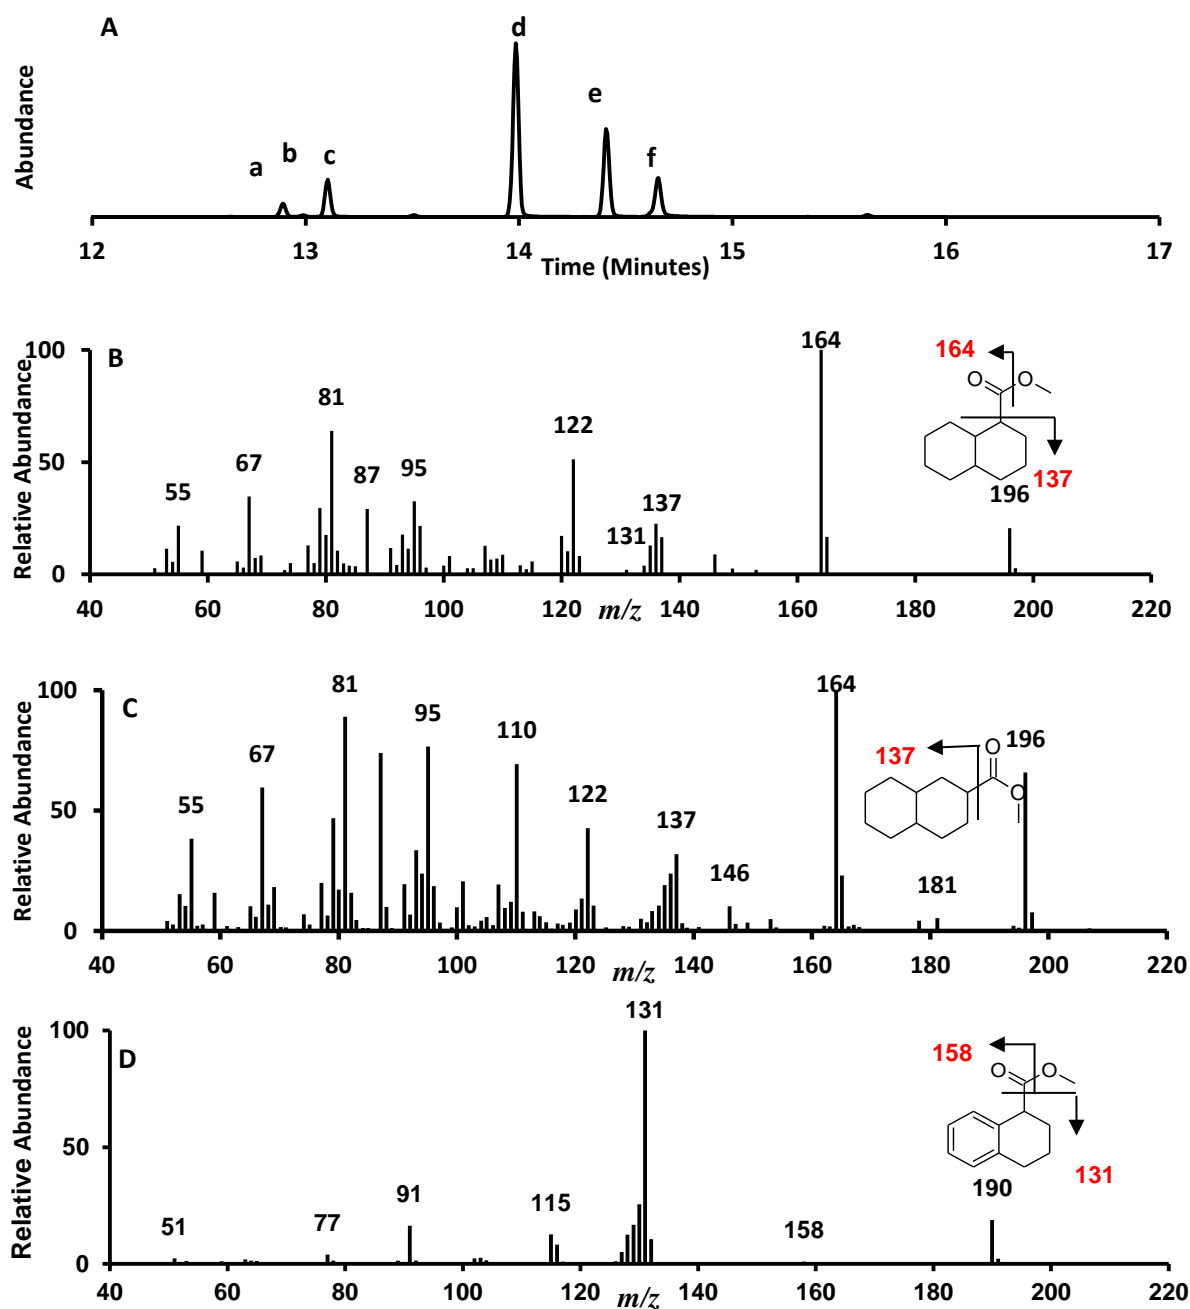 A
Abundance
a
b
c
d
e
f
12 13 14 15 16 17
Time (Minutes)
B
Relative Abundance
100
50
0
55
67
81
87
95
122
131
137
164
196
164
137
O
O
40 60 80 100 120 140 160 180 200 220
m/z
C
Relative Abundance
100
50
0
55
67
81
95
110
122
137
146
164
181
196
137
O
O
40 60 80 100 120 140 160 180 200 220
m/z
D
Relative Abundance
100
50
0
51
77
91
115
131
158
190
158
131
O
O
40 60 80 100 120 140 160 180 200 220
m/z